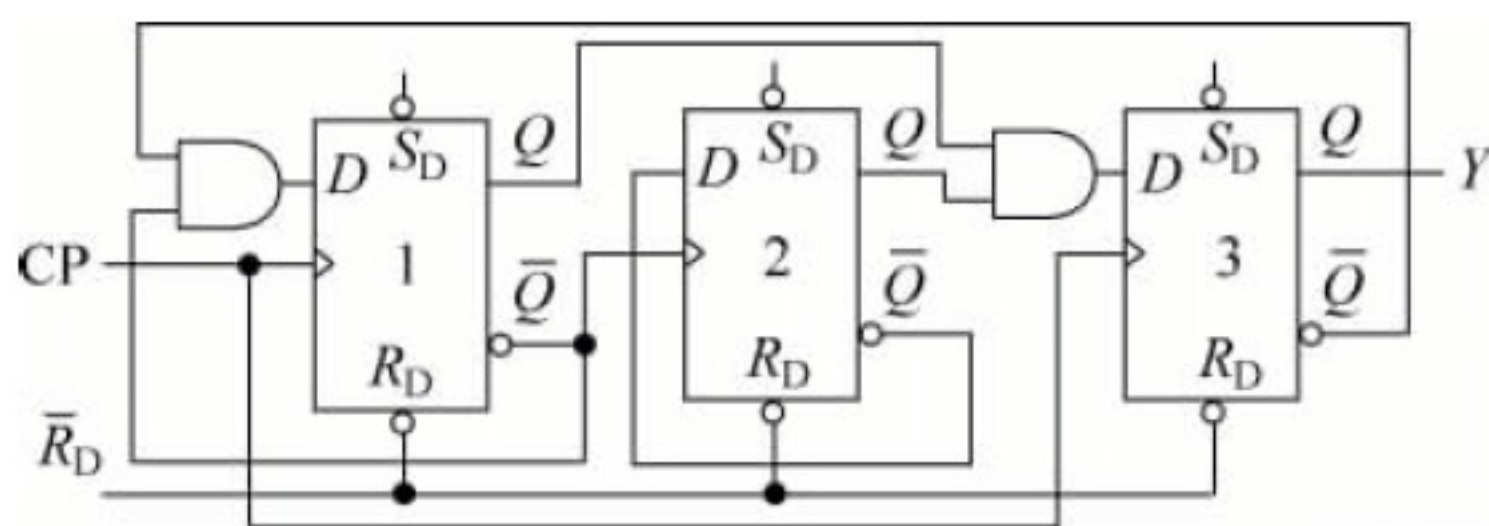 Q Q Q
S_D S_D S_D
D D D Y
CP 1 2 3
Q̅ Q̅ Q̅
R_D R_D R_D
R̅_D